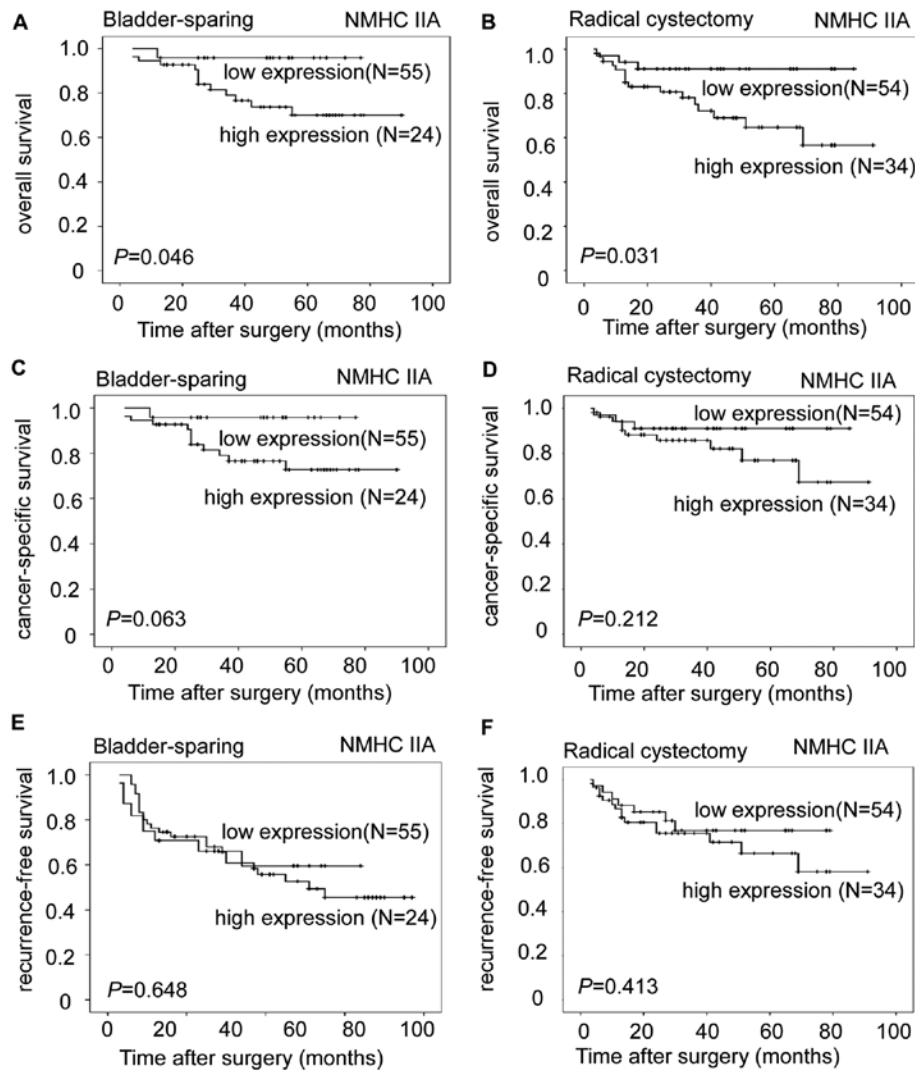 A Bladder-sparing NMHC IIA
1.0
0.8
0.6
0.4
0.2
0
overall survival
low expression(N=55)
high expression (N=24)
P=0.046
0 20 40 60 80 100
Time after surgery (months)
B Radical cystectomy NMHC IIA
1.0
0.8
0.6
0.4
0.2
0
overall survival
low expression(N=54)
high expression (N=34)
P=0.031
0 20 40 60 80 100
Time after surgery (months)
C Bladder-sparing NMHC IIA
1.0
0.8
0.6
0.4
0.2
0
cancer-specific survival
low expression(N=55)
high expression (N=24)
P=0.063
0 20 40 60 80 100
Time after surgery (months)
D Radical cystectomy NMHC IIA
1.0
0.8
0.6
0.4
0.2
0
cancer-specific survival
low expression(N=54)
high expression (N=34)
P=0.212
0 20 40 60 80 100
Time after surgery (months)
E Bladder-sparing NMHC IIA
1.0
0.8
0.6
0.4
0.2
0
recurrence-free survival
low expression(N=55)
high expression (N=24)
P=0.648
0 20 40 60 80 100
Time after surgery (months)
F Radical cystectomy NMHC IIA
1.0
0.8
0.6
0.4
0.2
0
recurrence-free survival
low expression(N=54)
high expression (N=34)
P=0.413
0 20 40 60 80 100
Time after surgery (months)